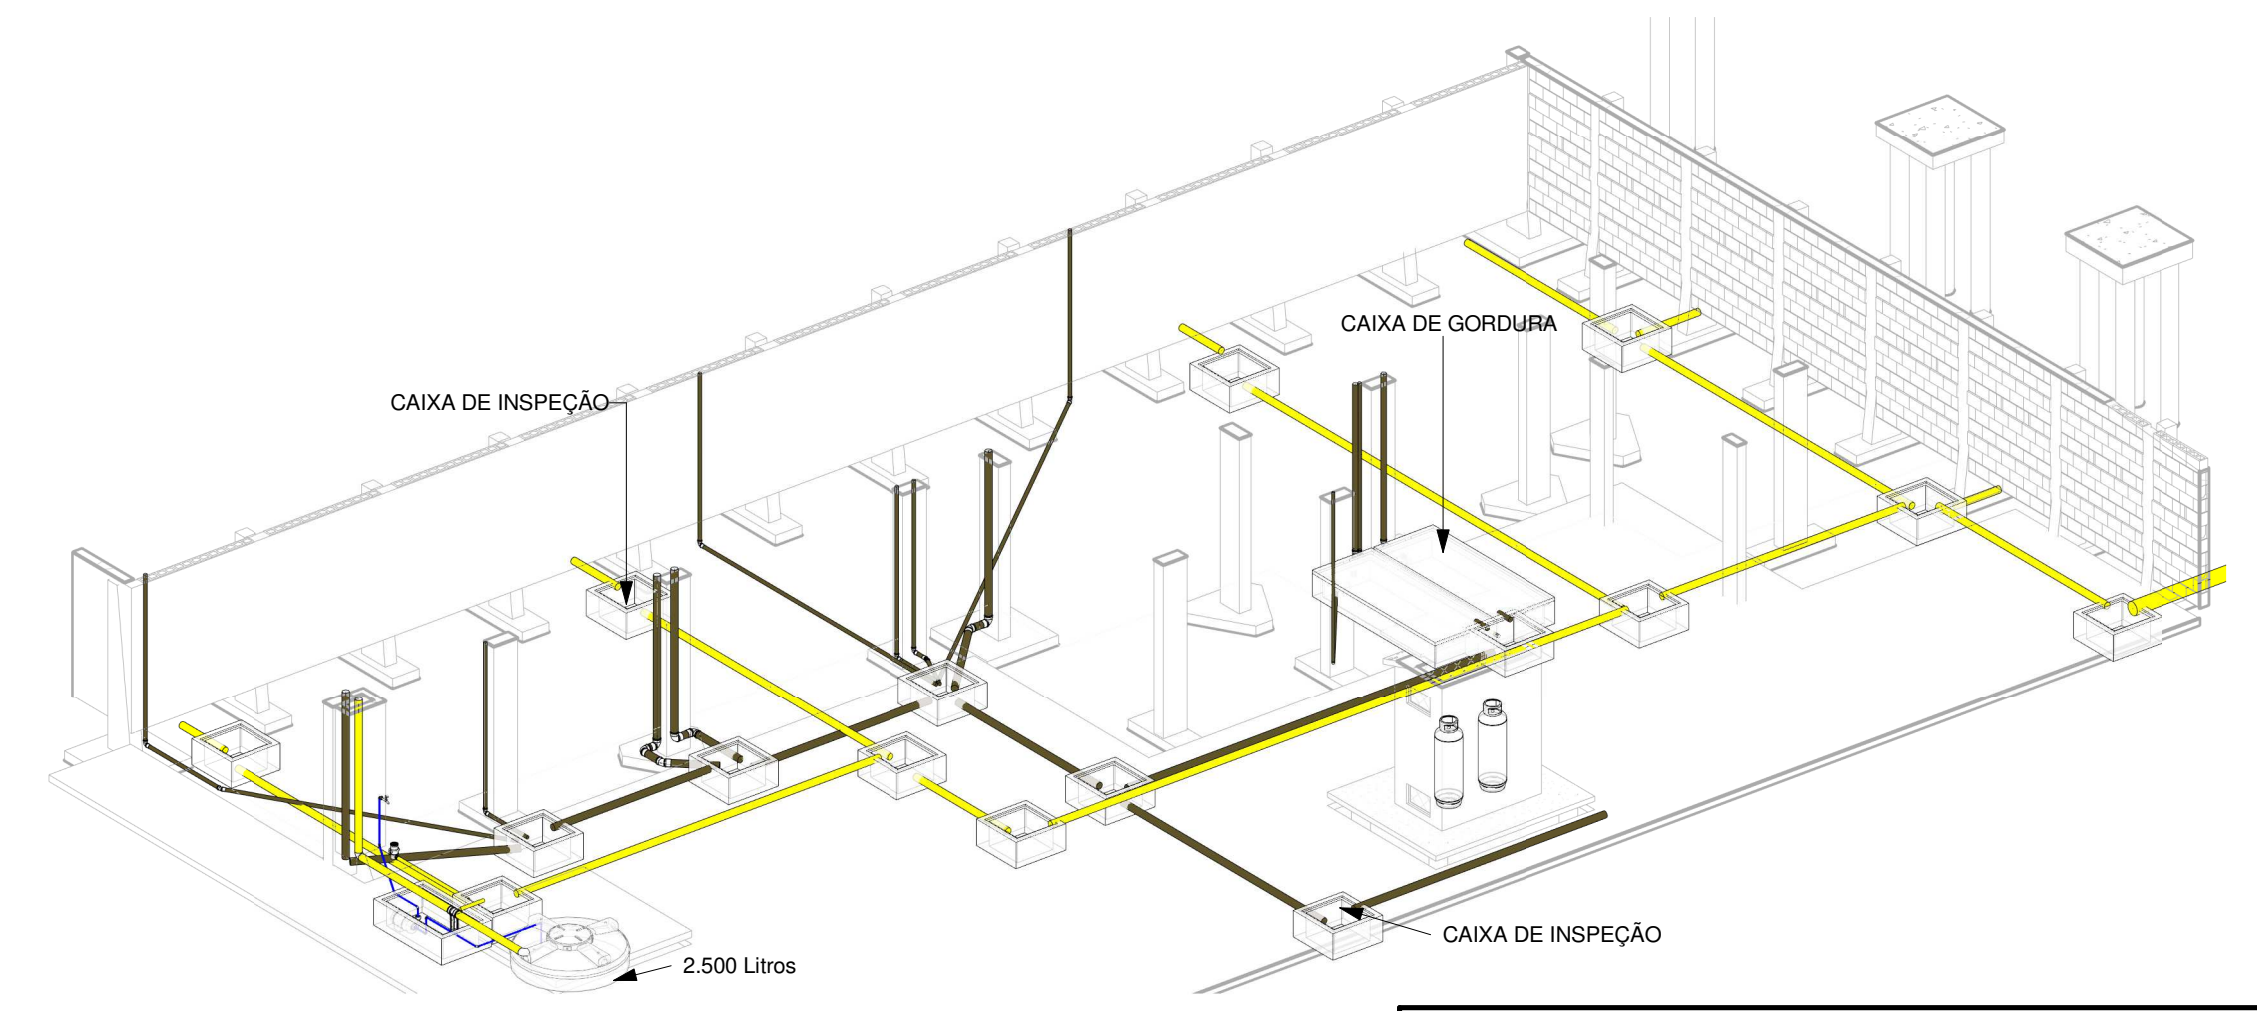 CAIXA DE GORDURA
CAIXA DE INSPEÇÃO
CAIXA DE INSPEÇÃO
2.500 Litros